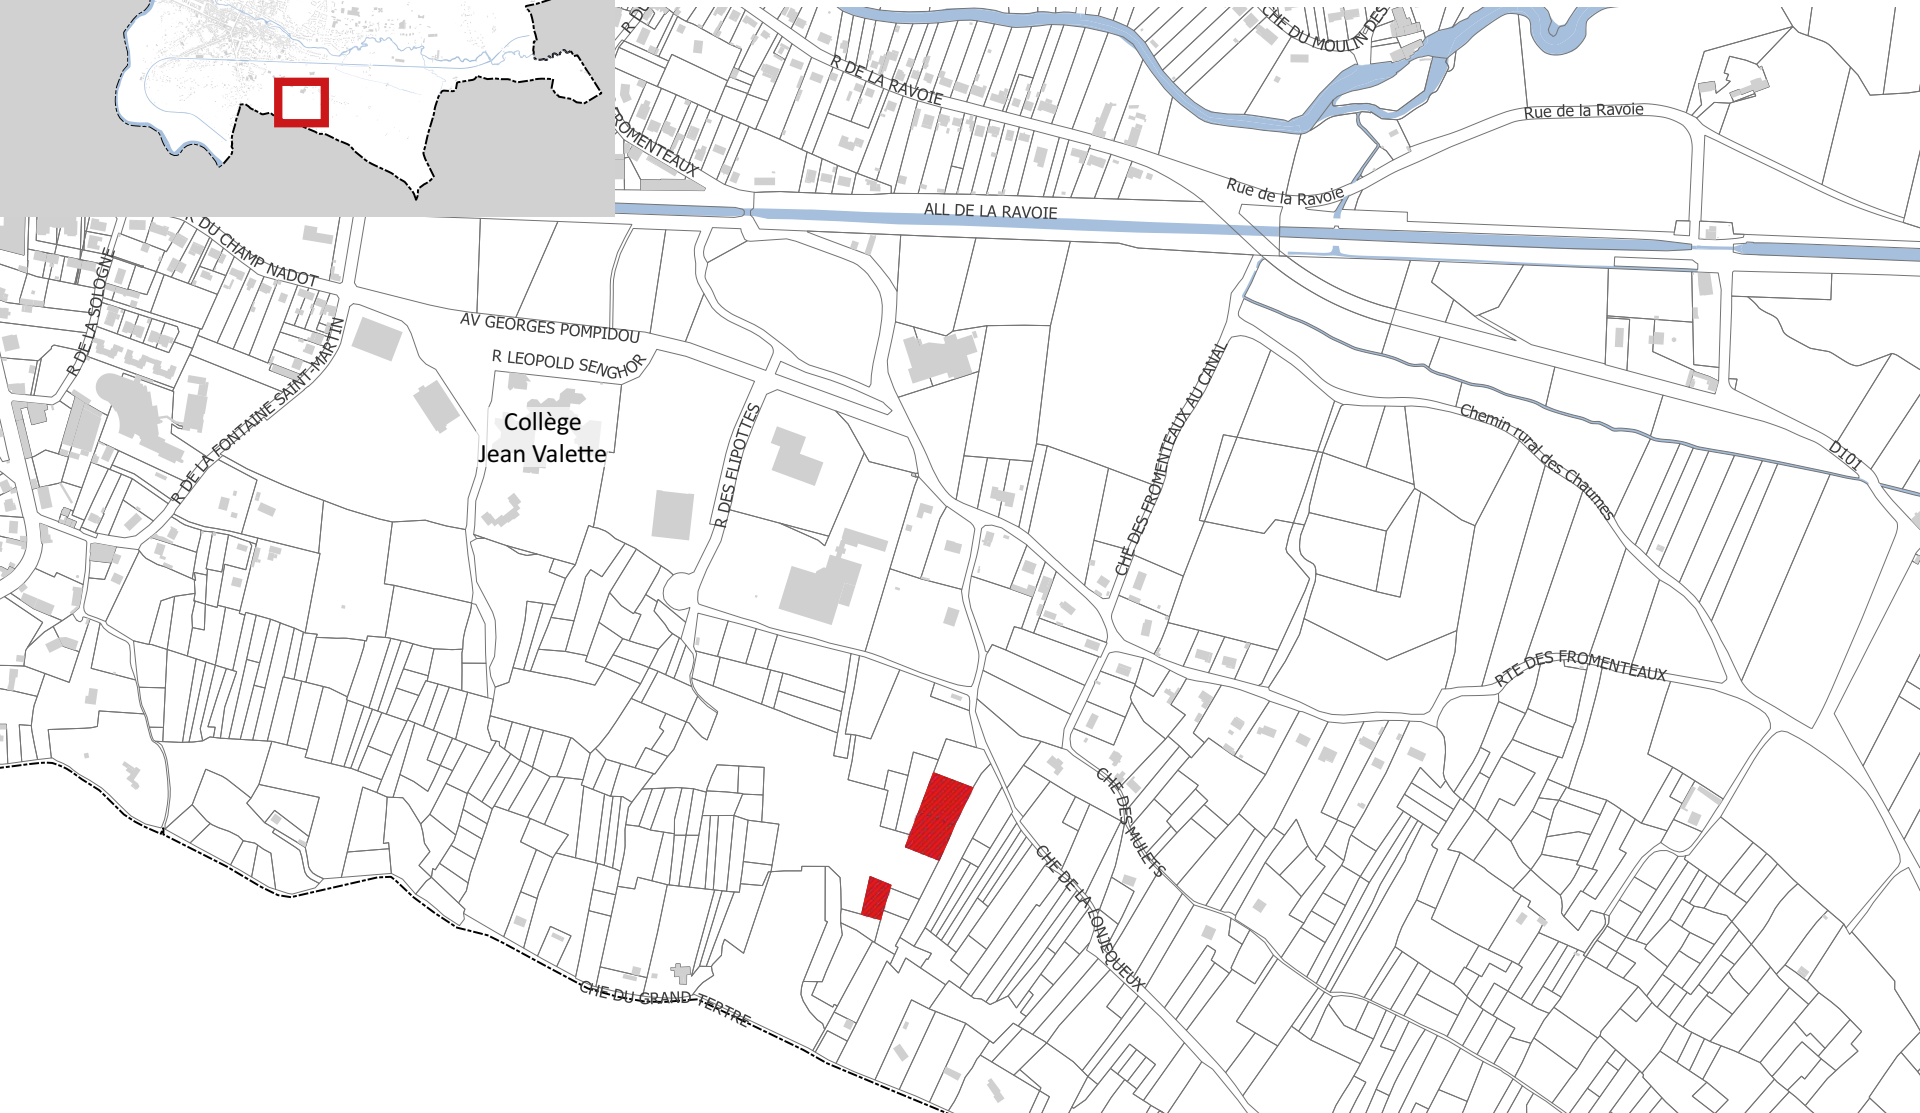 CHE DU MOULIN-DES
R DE LA RAVOIE
Rue de la Ravoie
ROMENTEAUX
Rue de la Ravoie
ALL DE LA RAVOIE
DU CHAMP NADOT
R DE LA SOLOGNE
AV GEORGES POMPIDOU
R LEOPOLD SENGHOR
R DE LA FONTAINE SAINT-MARTIN
Collège
Jean Valette
R DES FLIPOTTES
CHE DES FROMENTEAUX AU CANAL
Chemin rural des Chaumes
D101
RTE DES FROMENTEAUX
CHE DES MULETS
CHE DE LA LONJEQUEUX
CHE DU GRAND-TERTRE